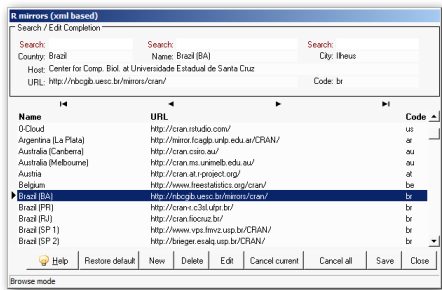 R mirrors (xml based)
Search / Edit Completion
Search: Search: Search:
Country: Brazil Name: Brazil (BA) City: Ilheus
Host: Center for Comp. Biol. at Universidade Estadual de Santa Cruz
URL: http://nbcgib.uesc.br/mirrors/cran/ Code: br
Name URL Code
0-Cloud http://cran.rstudio.com/ us
Argentina (La Plata) http://mirror.fcaglp.unlp.edu.ar/CRAN/ ar
Australia (Canberra) http://cran.csiro.au/ au
Australia (Melbourne) http://cran.ms.unimelb.edu.au/ au
Austria http://cran.at.r-project.org/ at
Belgium http://www.freestatistics.org/cran/ be
Brazil (BA) http://nbcgib.uesc.br/mirrors/cran/ br
Brazil (PR) http://cran-r.c3sl.ufpr.br/ br
Brazil (RJ) http://cran.fiocruz.br/ br
Brazil (SP 1) http://www.vps.fmvz.usp.br/CRAN/ br
Brazil (SP 2) http://brieger.esalq.usp.br/CRAN/ br
Help Restore default New Delete Edit Cancel current Cancel all Save Close
Browse mode